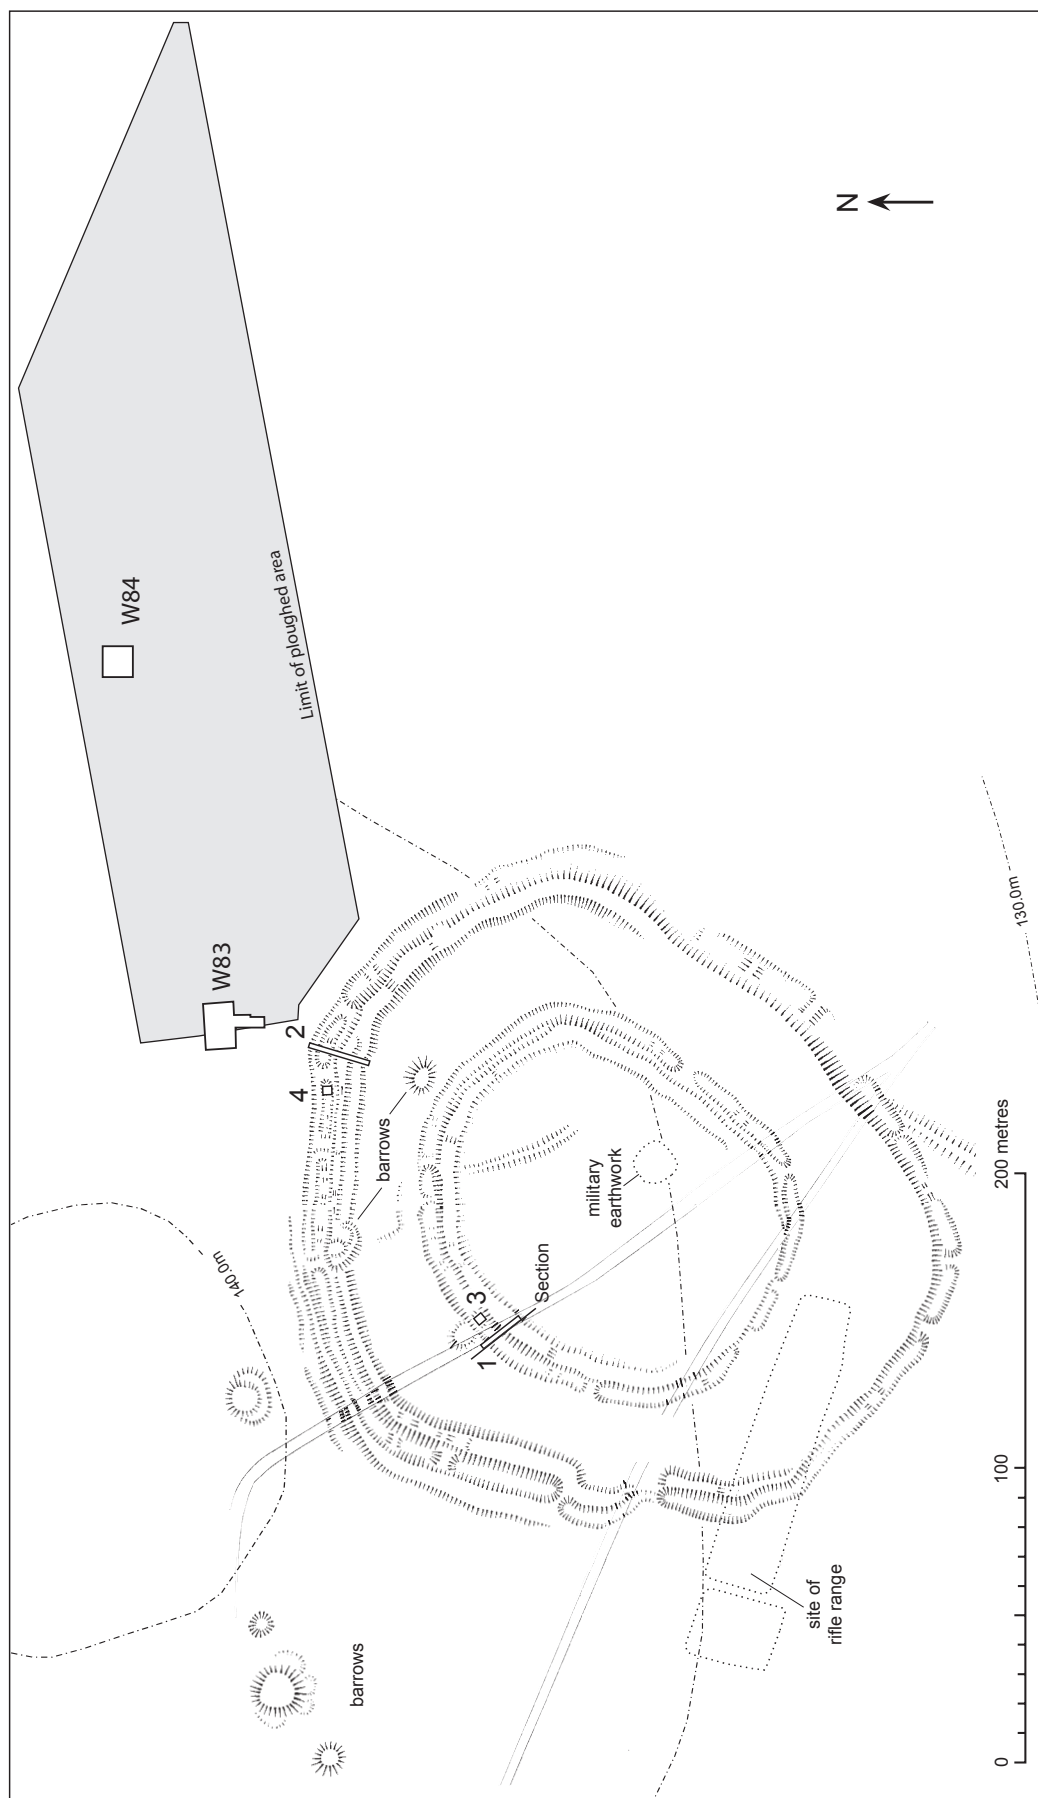 W84
Limit of ploughed area
W83
N
2
4
barrows
140.0m
military
earthwork
130.0m
3
1
Section
barrows
site of
rifle range
0
100
200 metres